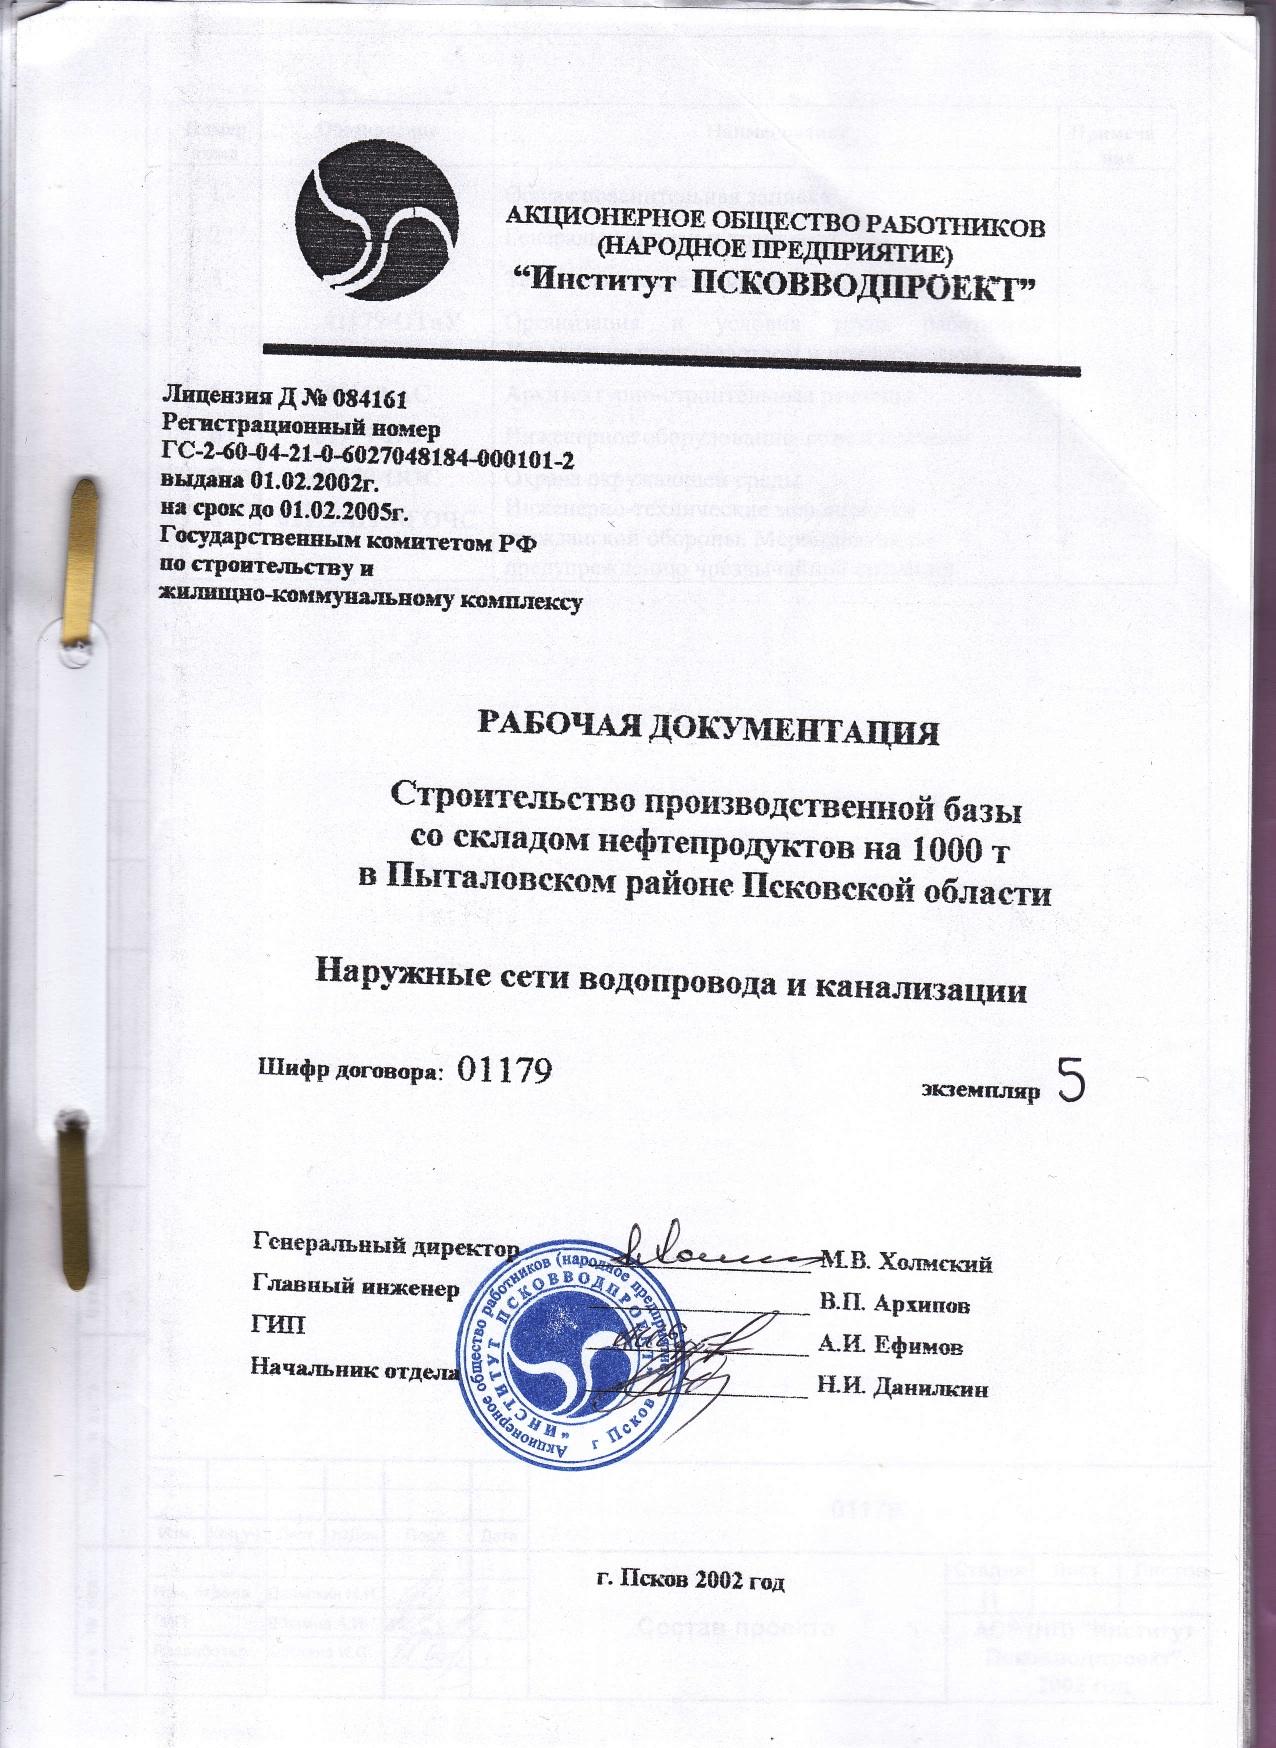 АКЦИОНЕРНОЕ ОБЩЕСТВО РАБОТНИКОВ
(НАРОДНОЕ ПРЕДПРИЯТИЕ)
“Институт ПСКОВВОДПРОЕКТ”
Лицензия Д № 084161
Регистрационный номер
ГС-2-60-04-21-0-6027048184-000101-2
выдана 01.02.2002г.
на срок до 01.02.2005г.
Государственным комитетом РФ
по строительству и
жилищно-коммунальному комплексу
РАБОЧАЯ ДОКУМЕНТАЦИЯ
Строительство производственной базы
со складом нефтепродуктов на 1000 т
в Пыталовском районе Псковской области
Наружные сети водопровода и канализации
Шифр договора: 01179
экземпляр 5
Генеральный директор М.В. Холмский
Главный инженер В.П. Архипов
ГИП А.И. Ефимов
Начальник отдела Н.И. Данилкин
Акционерное общество работников (народное предприятие)
"ИНСТИТУТ ПСКОВВОДПРОЕКТ"
г Псков
г. Псков 2002 год